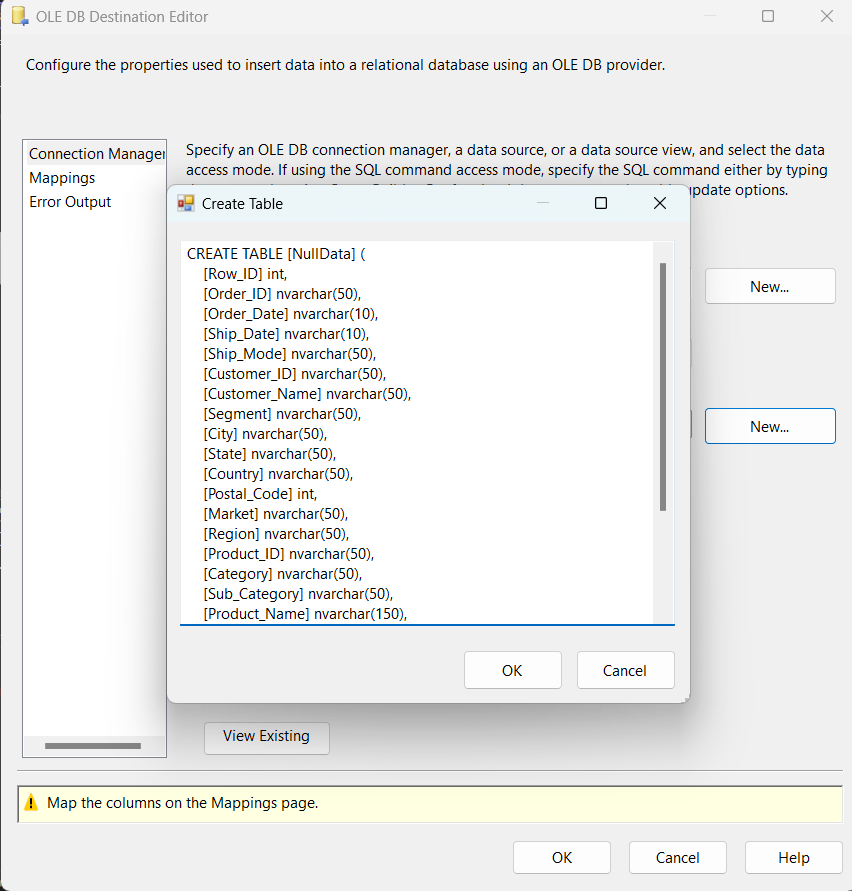 OLE DB Destination Editor
Configure the properties used to insert data into a relational database using an OLE DB provider.
Connection Manager
Mappings
Error Output
Specify an OLE DB connection manager, a data source, or a data source view, and select the data
access mode. If using the SQL command access mode, specify the SQL command either by typing
update options.
Create Table
CREATE TABLE [NullData] (
[Row_ID] int,
[Order_ID] nvarchar(50),
[Order_Date] nvarchar(10),
[Ship_Date] nvarchar(10),
[Ship_Mode] nvarchar(50),
[Customer_ID] nvarchar(50),
[Customer_Name] nvarchar(50),
[Segment] nvarchar(50),
[City] nvarchar(50),
[State] nvarchar(50),
[Country] nvarchar(50),
[Postal_Code] int,
[Market] nvarchar(50),
[Region] nvarchar(50),
[Product_ID] nvarchar(50),
[Category] nvarchar(50),
[Sub_Category] nvarchar(50),
[Product_Name] nvarchar(150),
OK
Cancel
New...
New...
View Existing
Map the columns on the Mappings page.
OK
Cancel
Help